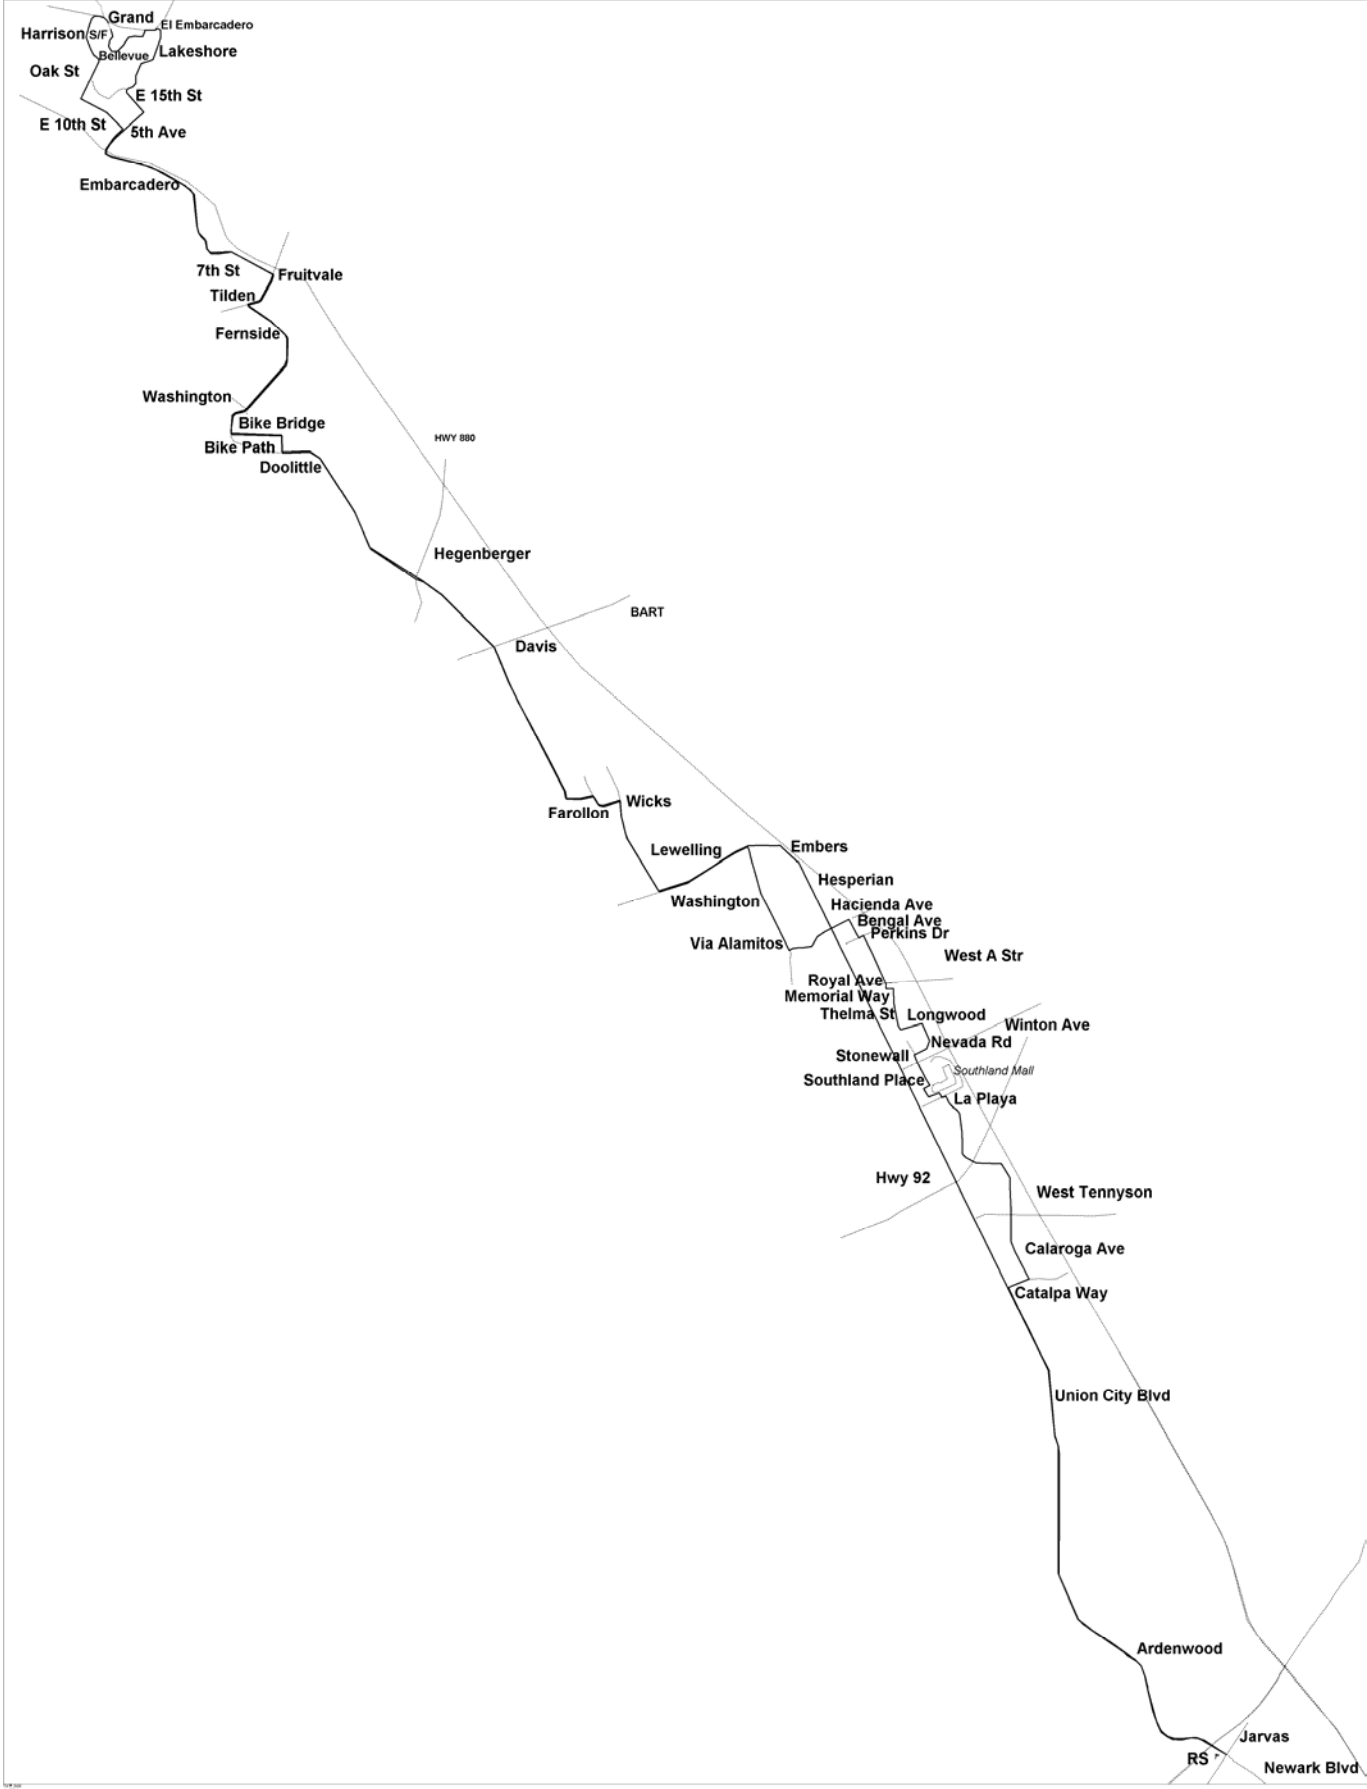 Grand
El Embarcadero
Harrison
S/F
Lakeshore
Bellevue
Oak St
E 15th St
E 10th St
5th Ave
Embarcadero
7th St
Fruitvale
Tilden
Fernside
Washington
Bike Bridge
HWY 880
Bike Path
Doolittle
Hegenberger
BART
Davis
Wicks
Farollon
Embers
Lewelling
Hesperian
Washington
Hacienda Ave
Bengal Ave
Perkins Dr
Via Alamitos
West A Str
Royal Ave
Memorial Way
Thelma St
Longwood
Winton Ave
Nevada Rd
Stonewall
Southland Mall
Southland Place
La Playa
Hwy 92
West Tennyson
Calaroga Ave
Catalpa Way
Union City Blvd
Ardenwood
Jarvas
RS
Newark Blvd